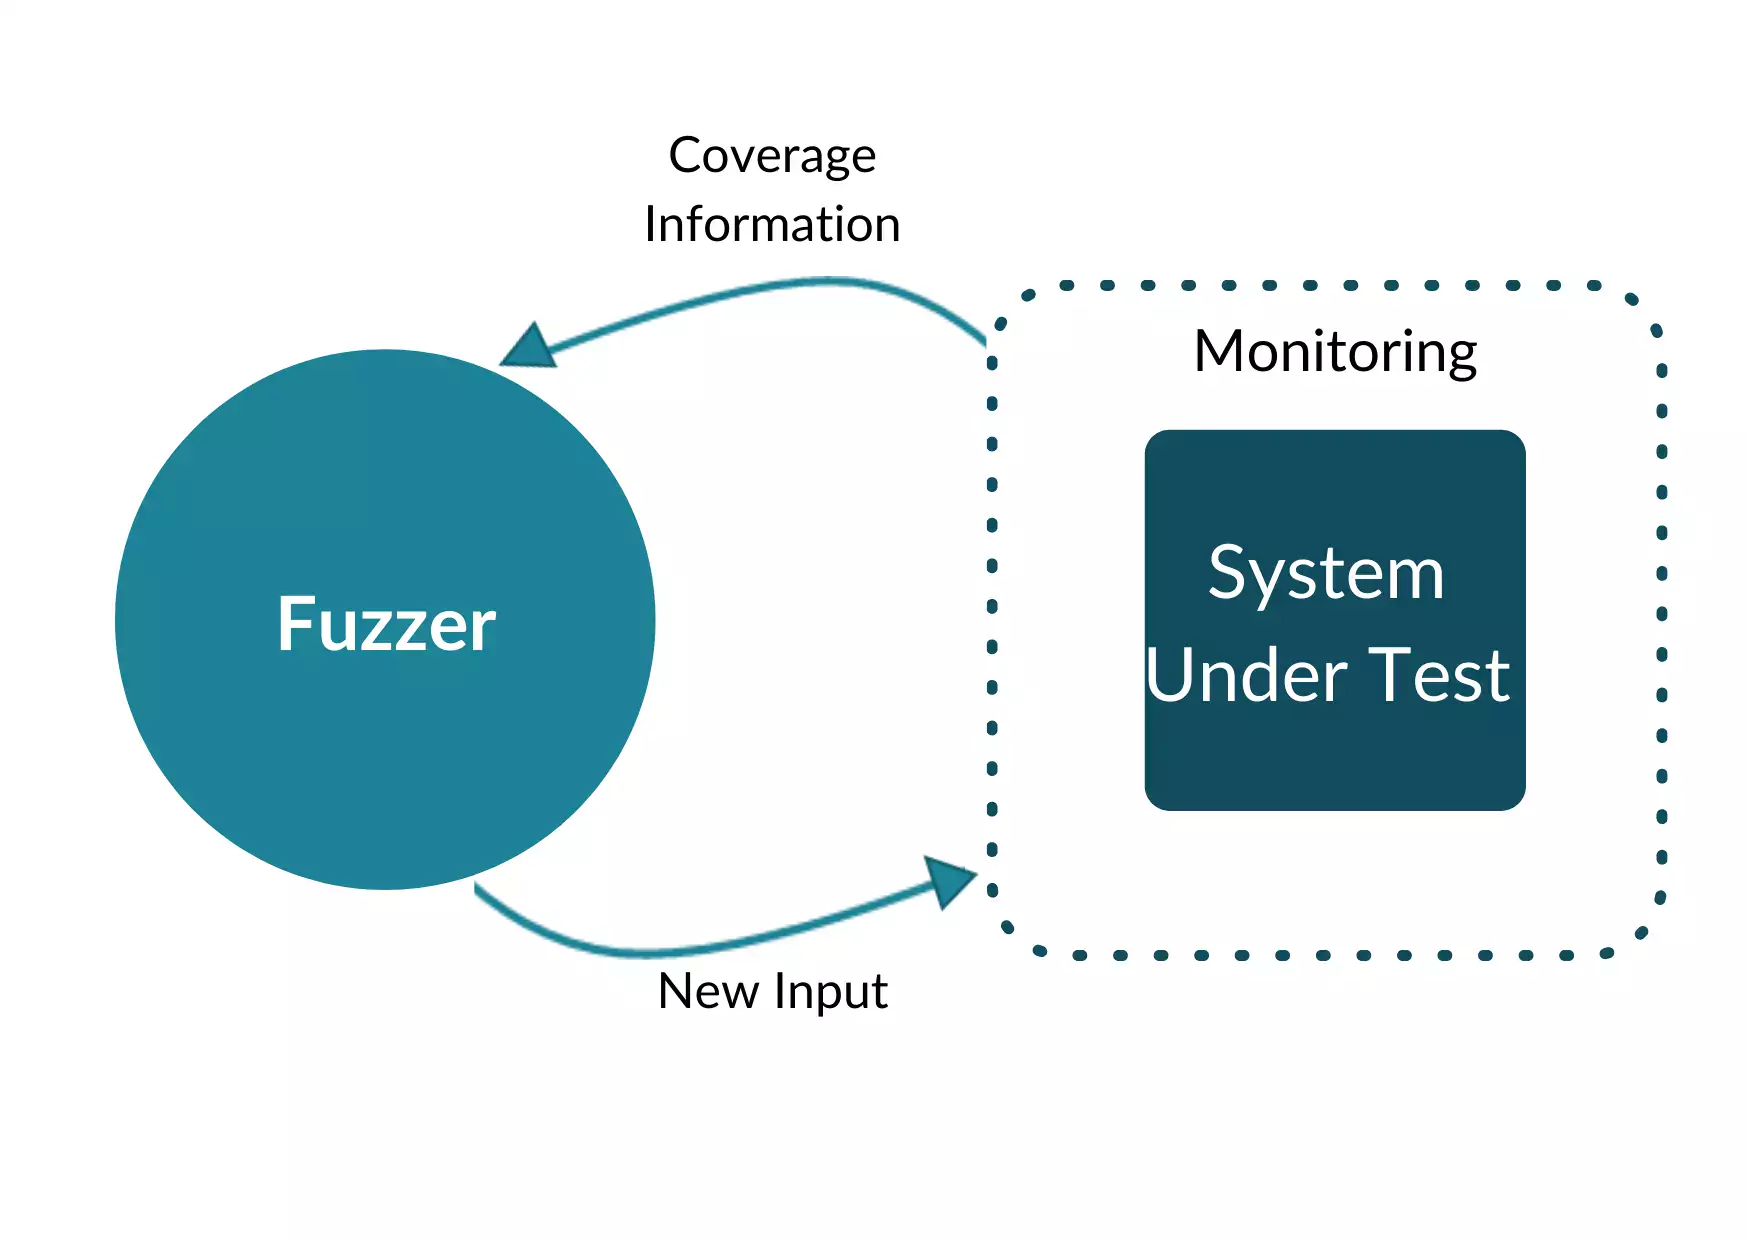 Coverage
Information
Monitoring
System
Under Test
Fuzzer
New Input